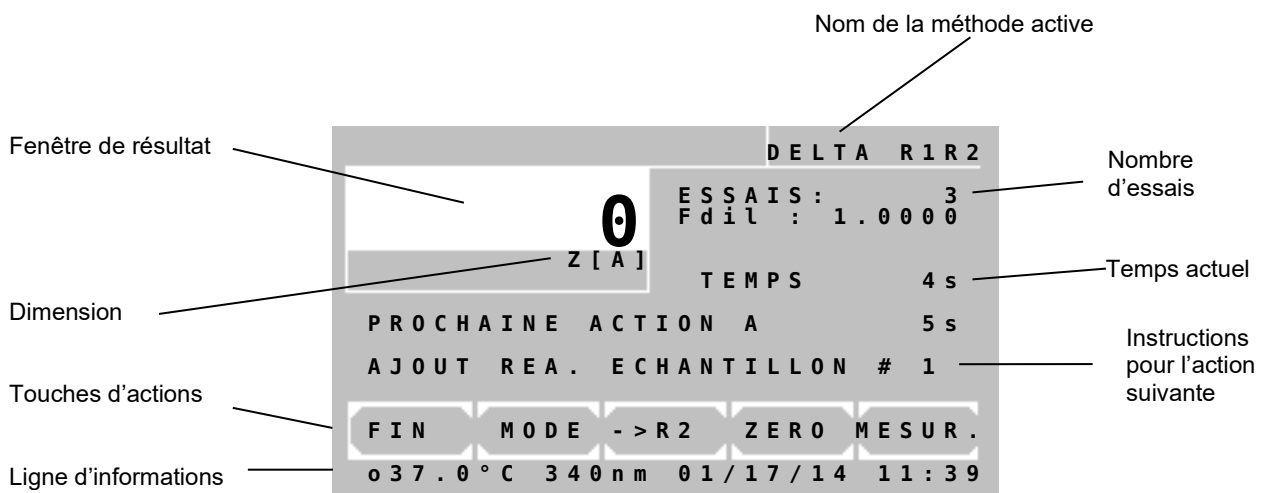 Nom de la méthode active
Fenêtre de résultat
DELTA R1R2
Nombre
d'essais
ESSAIS: 3
0
Fdil : 1.0000
Z[A]
Temps actuel
TEMPS 4s
Dimension
PROCHAINE ACTION A 5s
Instructions
pour l'action
suivante
AJOUT REA. ECHANTILLON # 1
Touches d'actions
FIN MODE ->R2 ZERO MESUR.
Ligne d'informations
o37.0°C 340nm 01/17/14 11:39